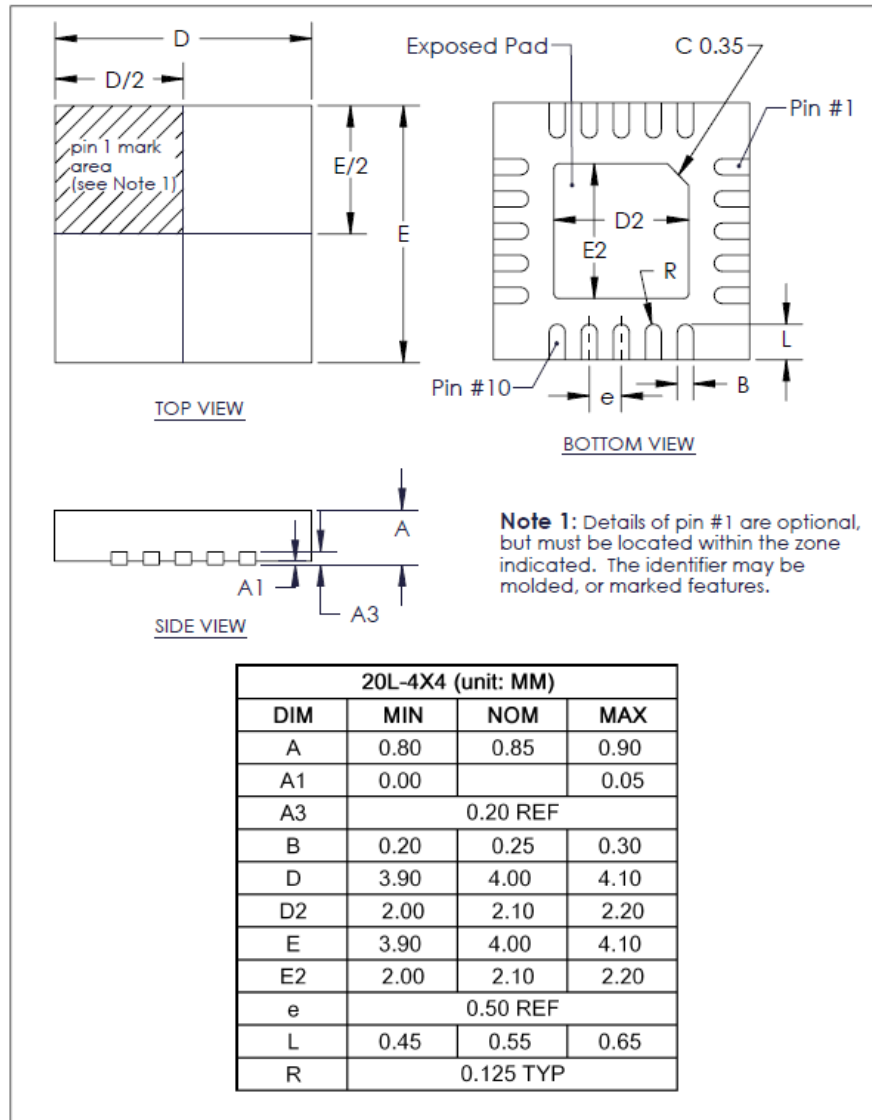 D
D/2
pin 1 mark
area
(see Note 1)
E/2
E
TOP VIEW
Exposed Pad
C 0.35
Pin #1
D2
E2
R
L
Pin #10
e
B
BOTTOM VIEW
A
A1
A3
SIDE VIEW
Note 1: Details of pin #1 are optional,
but must be located within the zone
indicated. The identifier may be
molded, or marked features.
20L-4X4 (unit: MM)
DIM MIN NOM MAX
A 0.80 0.85 0.90
A1 0.00 0.05
A3 0.20 REF
B 0.20 0.25 0.30
D 3.90 4.00 4.10
D2 2.00 2.10 2.20
E 3.90 4.00 4.10
E2 2.00 2.10 2.20
e 0.50 REF
L 0.45 0.55 0.65
R 0.125 TYP